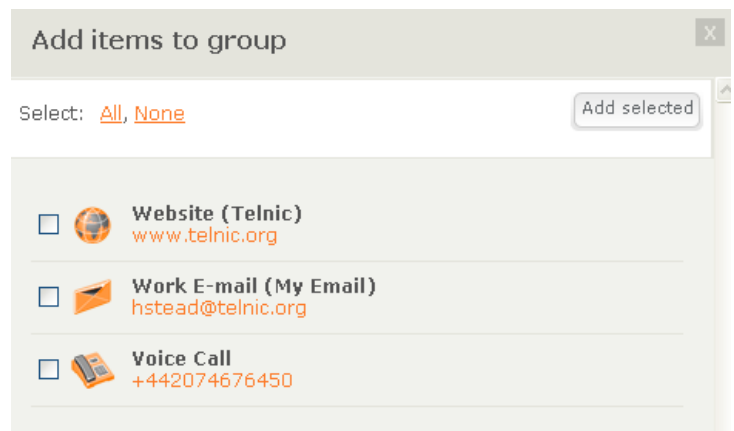 Add items to group
X
Select: All, None
Add selected
Website (Telnic)
www.telnic.org
Work E-mail (My Email)
hstead@telnic.org
Voice Call
+442074676450